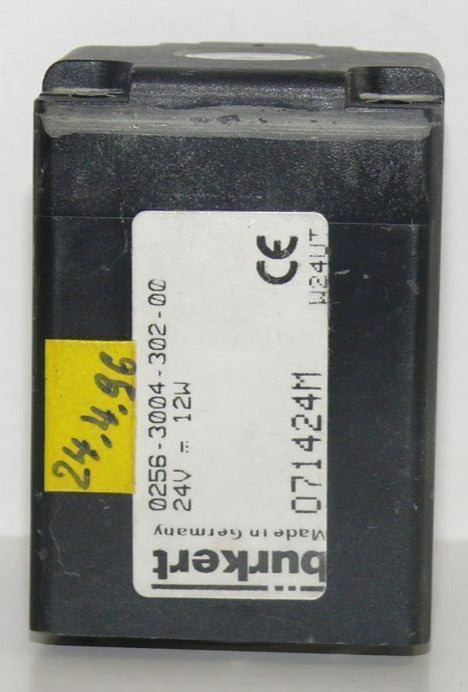 bürkert
Made in Germany
0256-3004-302-00
24V = 12W
071424M
W24UT
CE
24.4.96